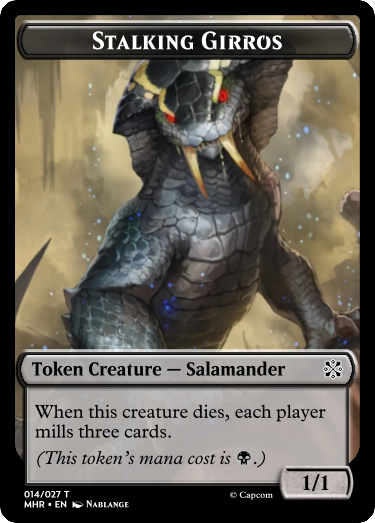 Stalking Girros
Token Creature — Salamander
When this creature dies, each player
mills three cards.
(This token's mana cost is .)
1/1
014/027 T
MHR • EN Nablange
© Capcom